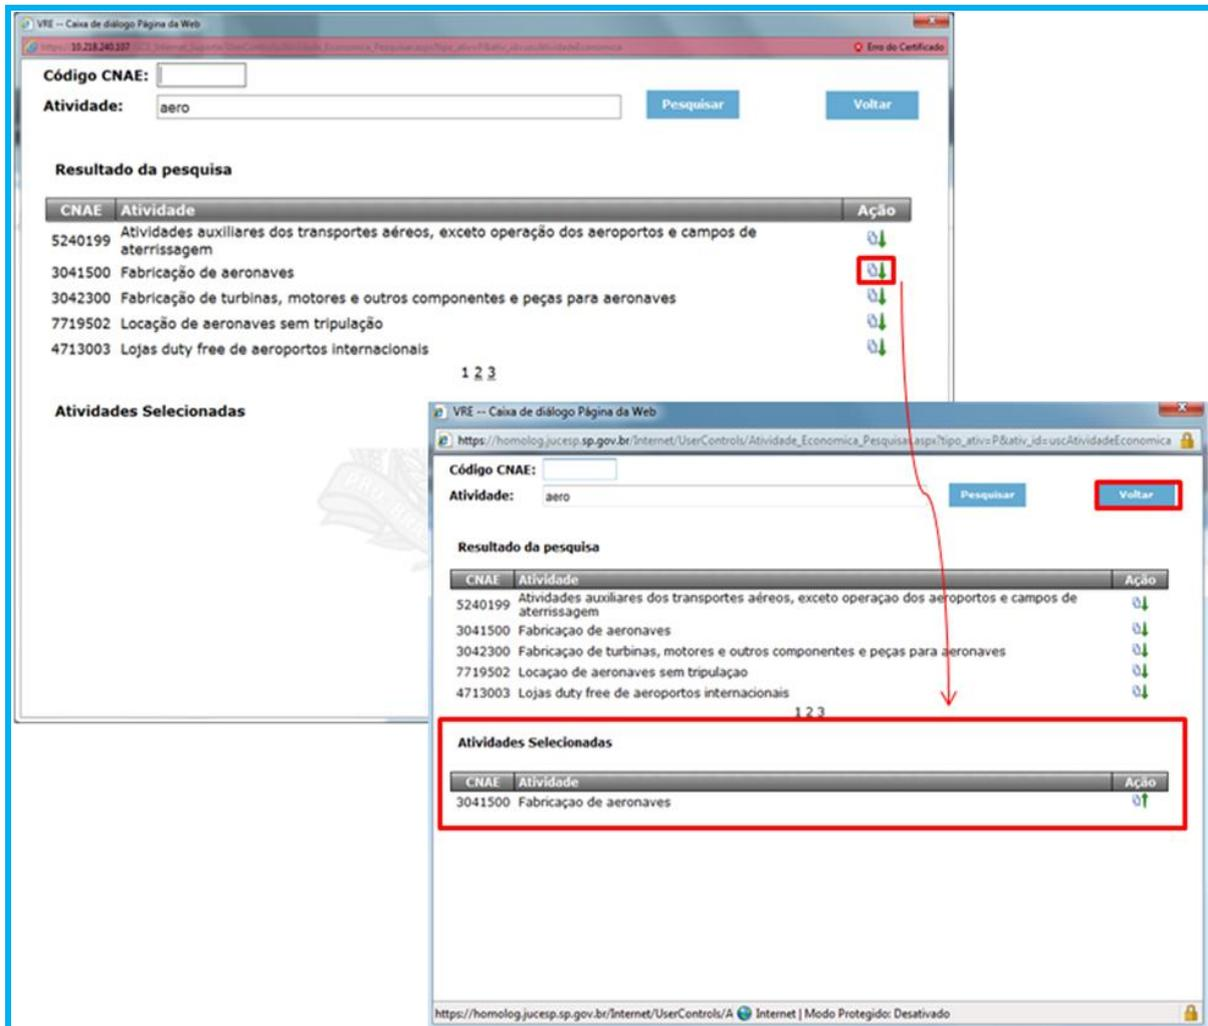 VRE -- Caixa de diálogo Página da Web
https://10.218.240.107
Erro do Certificado
Código CNAE:
Atividade: aero Pesquisar Voltar
Resultado da pesquisa
CNAE Atividade Ação
5240199 Atividades auxiliares dos transportes aéreos, exceto operação dos aeroportos e campos de
aterrissagem
3041500 Fabricação de aeronaves
3042300 Fabricação de turbinas, motores e outros componentes e peças para aeronaves
7719502 Locação de aeronaves sem tripulação
4713003 Lojas duty free de aeroportos internacionais
1 2 3
Atividades Selecionadas
VRE -- Caixa de diálogo Página da Web
https://homolog.jucesp.sp.gov.br/Internet/UserControls/Atividade_Economica_Pesquisar.aspx?tipo_ativ=P&ativ_id=uscAtividadeEconomica
Código CNAE:
Atividade: aero Pesquisar Voltar
Resultado da pesquisa
CNAE Atividade Ação
5240199 Atividades auxiliares dos transportes aéreos, exceto operaçao dos aeroportos e campos de
aterrissagem
3041500 Fabricaçao de aeronaves
3042300 Fabricaçao de turbinas, motores e outros componentes e peças para aeronaves
7719502 Locaçao de aeronaves sem tripulaçao
4713003 Lojas duty free de aeroportos internacionais
1 2 3
Atividades Selecionadas
CNAE Atividade Ação
3041500 Fabricaçao de aeronaves
https://homolog.jucesp.sp.gov.br/Internet/UserControls/A Internet | Modo Protegido: Desativado